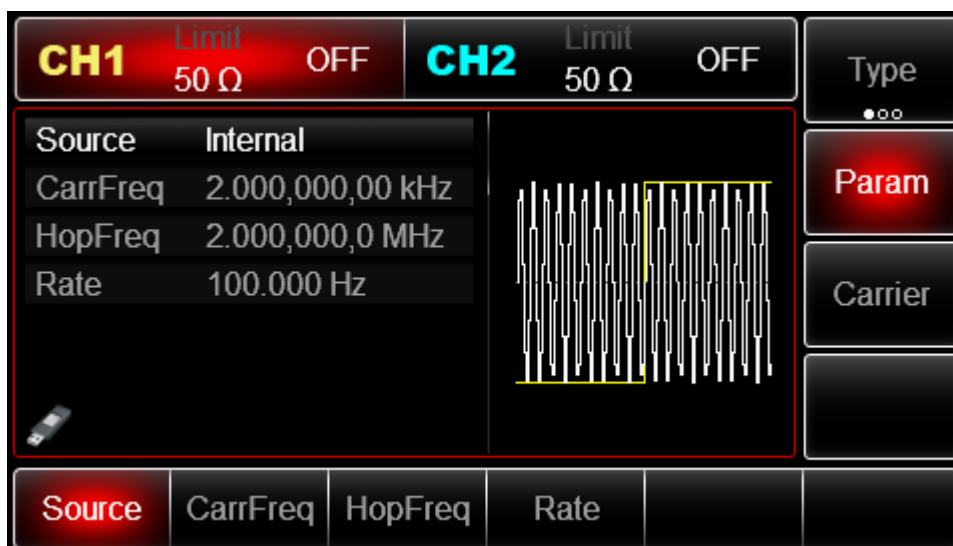 CH1 Limit 50 Ω OFF
CH2 Limit 50 Ω OFF
Type
Source Internal
CarrFreq 2.000,000,00 kHz
HopFreq 2.000,000,0 MHz
Rate 100.000 Hz
Param
Carrier
Source CarrFreq HopFreq Rate